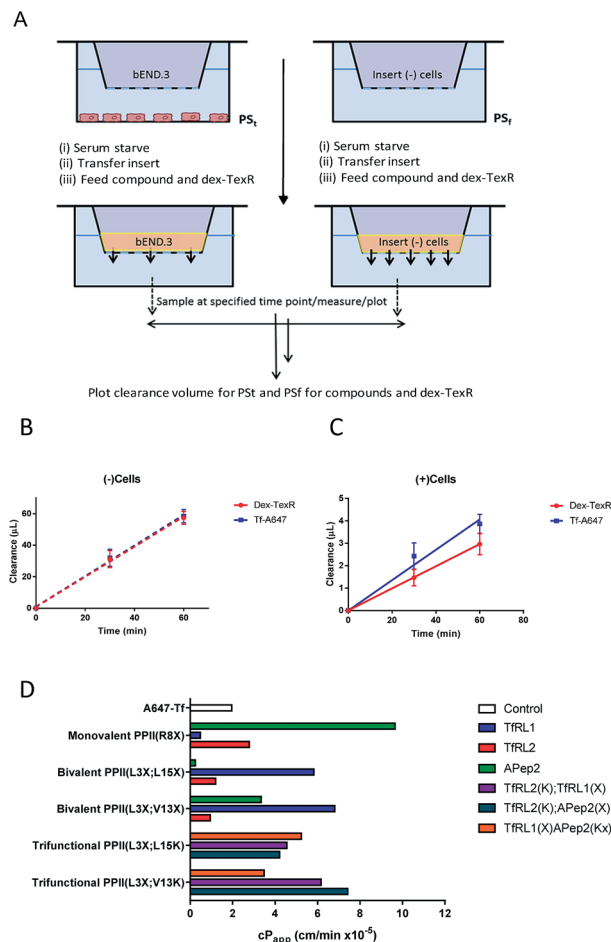 A
bEND.3
Insert (-) cells
PSt
PSf
(i) Serum starve
(ii) Transfer insert
(iii) Feed compound and dex-TexR
(i) Serum starve
(ii) Transfer insert
(iii) Feed compound and dex-TexR
bEND.3
Insert (-) cells
Sample at specified time point/measure/plot
Plot clearance volume for PSt and PSf for compounds and dex-TexR
B
(-)Cells
Clearance (µL)
60
40
20
0
0
20
40
60
80
Time (min)
Dex-TexR
Tf-A647
C
(+)Cells
Clearance (µL)
5
4
3
2
1
0
0
20
40
60
80
Time (min)
Dex-TexR
Tf-A647
D
A647-Tf
Monovalent PPII(R8X)
Bivalent PPII(L3X;L15X)
Bivalent PPII(L3X;V13X)
Trifunctional PPII(L3X;L15K)
Trifunctional PPII(L3X;V13K)
0
2
4
6
8
10
12
cPapp (cm/min x10-5)
Control
TfRL1
TfRL2
APep2
TfRL2(K);TfRL1(X)
TfRL2(K);APep2(X)
TfRL1(X)APep2(Kx)